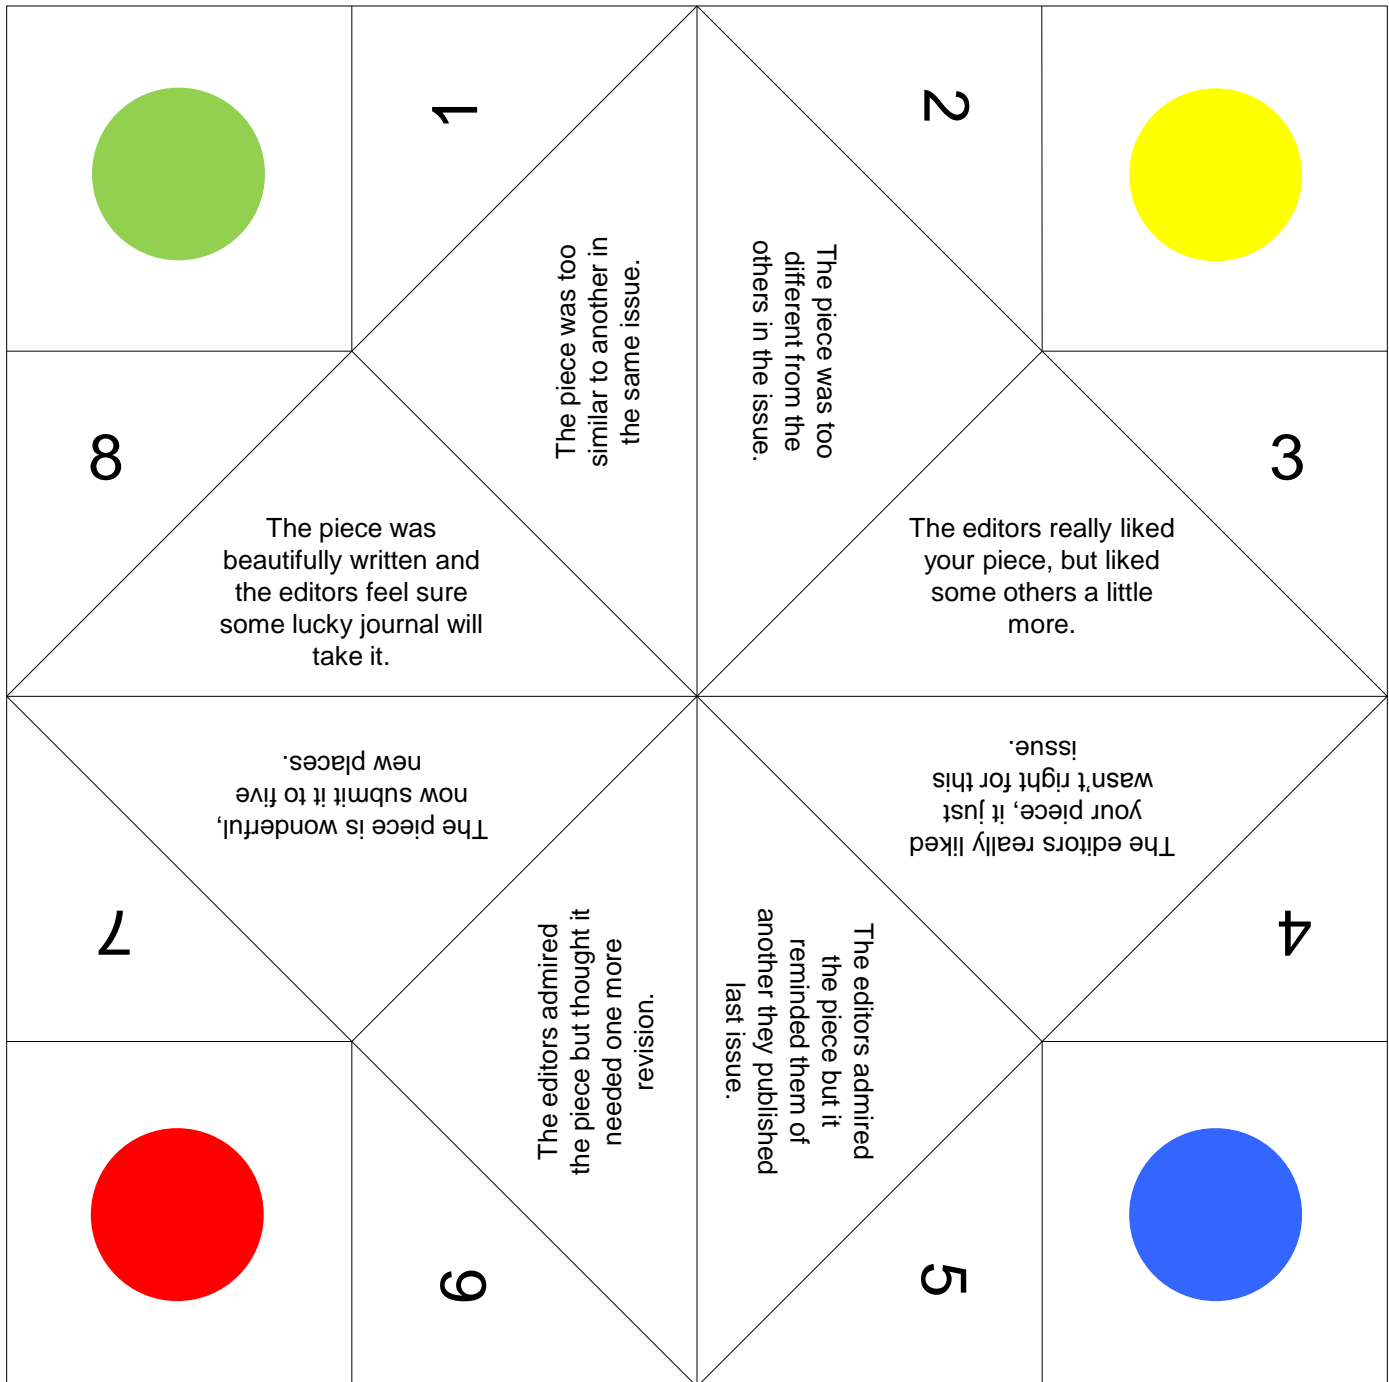 1
The piece was too
similar to another in
the same issue.
2
The piece was too
different from the
others in the issue.
3
The editors really liked
your piece, but liked
some others a little
more.
4
The editors really liked
your piece, it just
wasn't right for this
issue.
5
The editors admired
the piece but it
reminded them of
another they published
last issue.
6
The editors admired
the piece but thought it
needed one more
revision.
7
The piece is wonderful,
now submit it to five
new places.
8
The piece was
beautifully written and
the editors feel sure
some lucky journal will
take it.